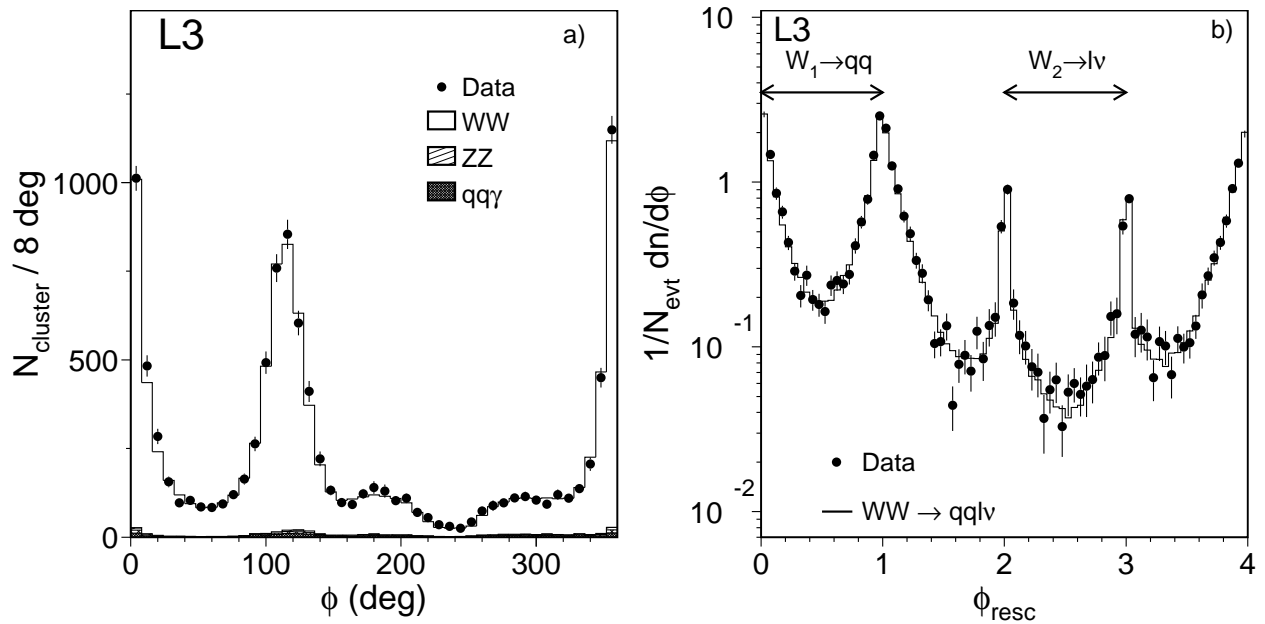 L3
a)
Data
WW
ZZ
qqγ
N_cluster / 8 deg
1000
500
0
0 100 200 300
ϕ (deg)
L3
b)
W₁→qq
W₂→lν
Data
WW → qqlν
1/N_evt dn/dϕ
10
1
10⁻¹
10⁻²
0 1 2 3 4
ϕ_resc